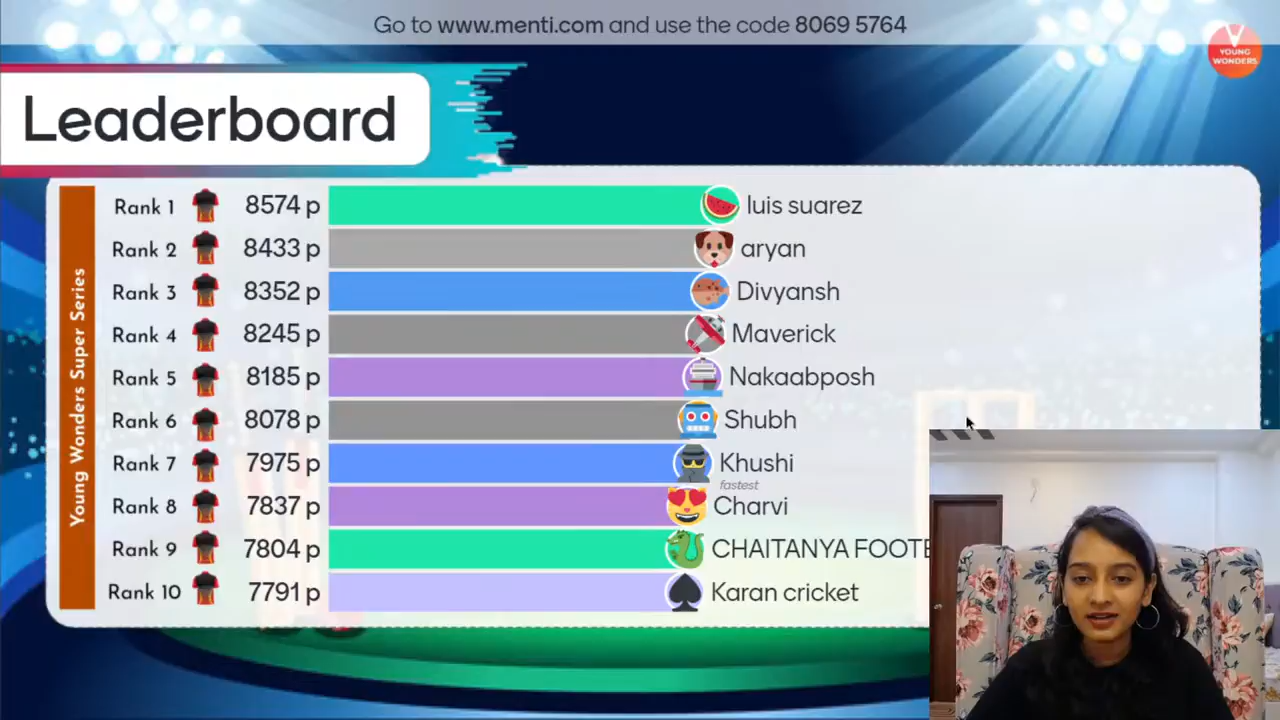 Go to www.menti.com and use the code 8069 5764
YOUNG
WONDERS
Leaderboard
Young Wonders Super Series
Rank 1 8574 p luis suarez
Rank 2 8433 p aryan
Rank 3 8352 p Divyansh
Rank 4 8245 p Maverick
Rank 5 8185 p Nakaabposh
Rank 6 8078 p Shubh
Rank 7 7975 p Khushi
fastest
Rank 8 7837 p Charvi
Rank 9 7804 p CHAITANYA
Rank 10 7791 p Karan cricket